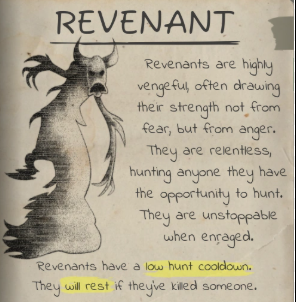 REVENANT
Revenants are highly
vengeful, often drawing
their strength not from
fear, but from anger.
They are relentless,
hunting anyone they have
the opportunity to hunt.
They are unstoppable
when enraged.
Revenants have a low hunt cooldown.
They will rest if they've killed someone.